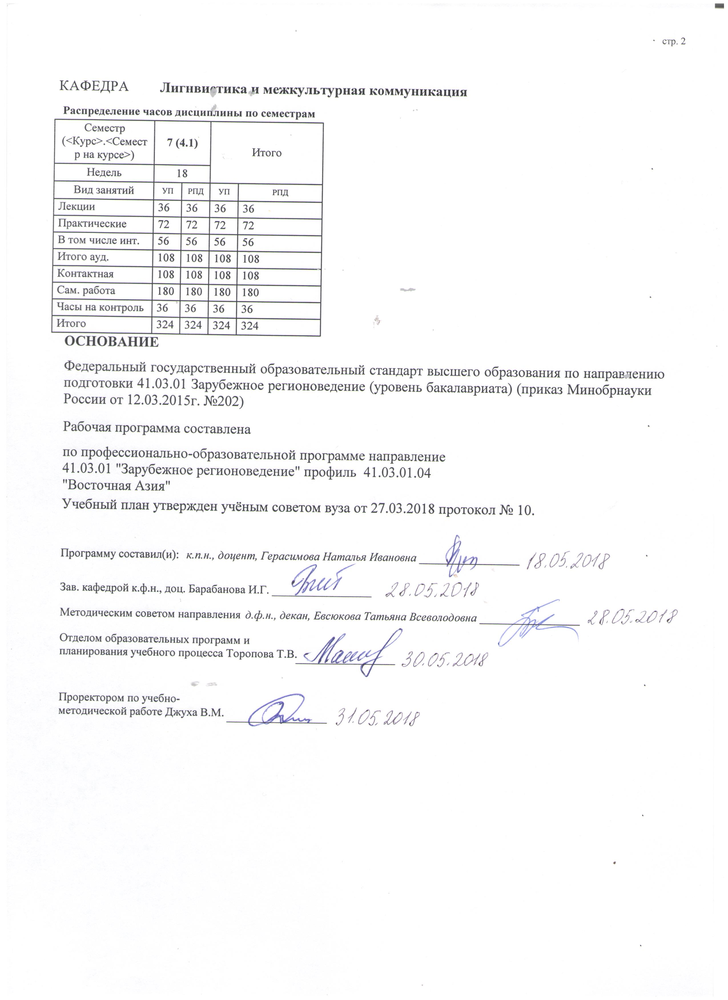 стр. 2
КАФЕДРА Лигнвистика и межкультурная коммуникация
Распределение часов дисциплины по семестрам
Семестр
(<Курс>.<Семест
р на курсе>)
7 (4.1)
Итого
Недель 18
Вид занятий УП РПД УП РПД
Лекции 36 36 36 36
Практические 72 72 72 72
В том числе инт. 56 56 56 56
Итого ауд. 108 108 108 108
Контактная 108 108 108 108
Сам. работа 180 180 180 180
Часы на контроль 36 36 36 36
Итого 324 324 324 324
ОСНОВАНИЕ
Федеральный государственный образовательный стандарт высшего образования по направлению
подготовки 41.03.01 Зарубежное регионоведение (уровень бакалавриата) (приказ Минобрнауки
России от 12.03.2015г. №202)
Рабочая программа составлена
по профессионально-образовательной программе направление
41.03.01 "Зарубежное регионоведение" профиль 41.03.01.04
"Восточная Азия"
Учебный план утвержден учёным советом вуза от 27.03.2018 протокол № 10.
Программу составил(и): к.п.н., доцент, Герасимова Наталья Ивановна 18.05.2018
Зав. кафедрой к.ф.н., доц. Барабанова И.Г. 28.05.2018
Методическим советом направления д.ф.н., декан, Евсюкова Татьяна Всеволодовна 28.05.2018
Отделом образовательных программ и
планирования учебного процесса Торопова Т.В. 30.05.2018
Проректором по учебно-
методической работе Джуха В.М. 31.05.2018